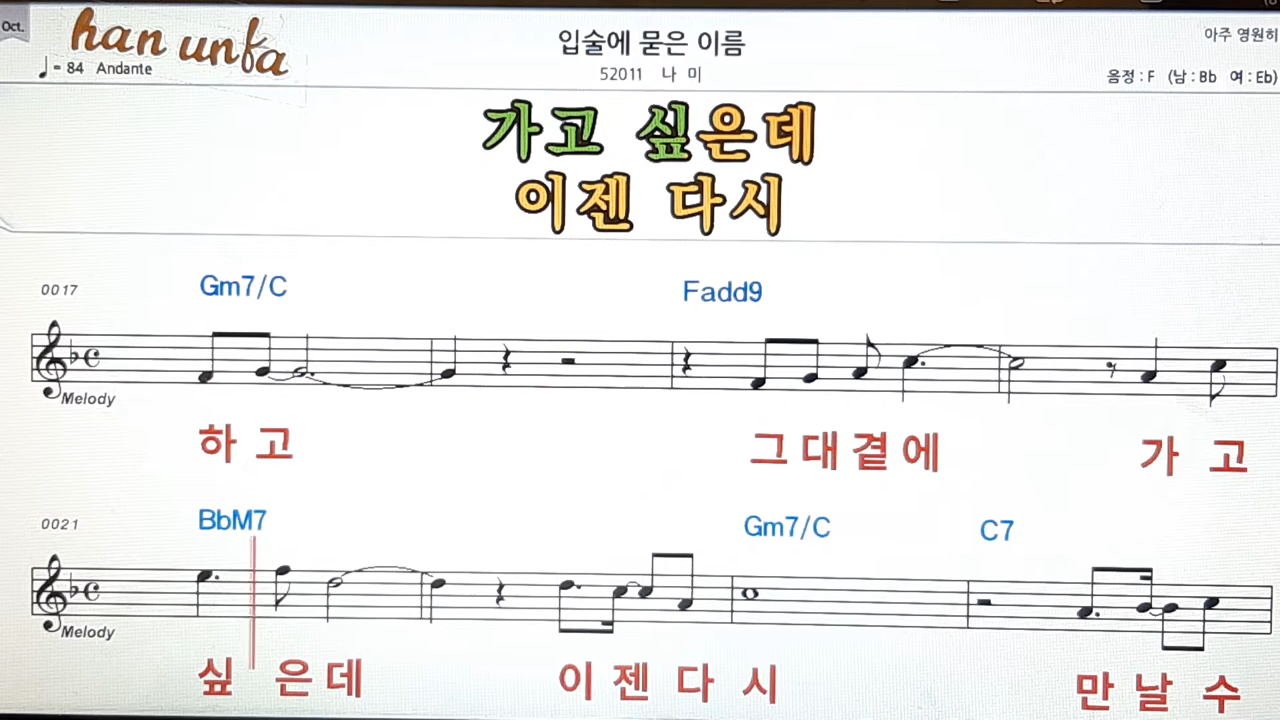 Oct.
han unfa
입술에 묻은 이름
아주 영원히
♩= 84 Andante
52011 나 미
음정 : F (남 : Bb 여 : Eb)
가고 싶은데
이젠 다시
0017 Gm7/C Fadd9
Melody
하 고 그 대 곁 에 가 고
0021 BbM7 Gm7/C C7
Melody
싶 은 데 이 젠 다 시 만 날 수